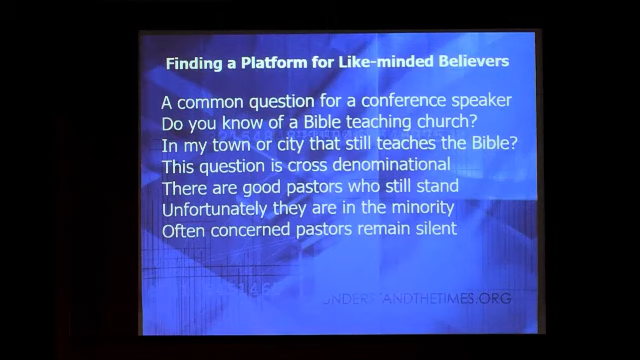 Finding a Platform for Like-minded Believers
A common question for a conference speaker
Do you know of a Bible teaching church?
In my town or city that still teaches the Bible?
This question is cross denominational
There are good pastors who still stand
Unfortunately they are in the minority
Often concerned pastors remain silent
UNDERSTANDTHETIMES.ORG